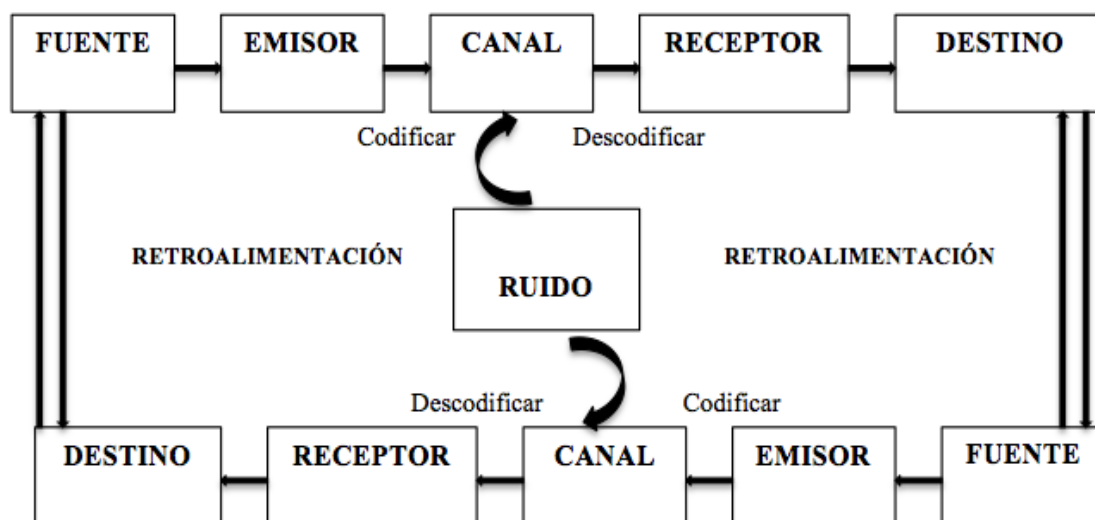 FUENTE EMISOR CANAL RECEPTOR DESTINO
Codificar Descodificar
RETROALIMENTACIÓN RETROALIMENTACIÓN
RUIDO
Descodificar Codificar
DESTINO RECEPTOR CANAL EMISOR FUENTE